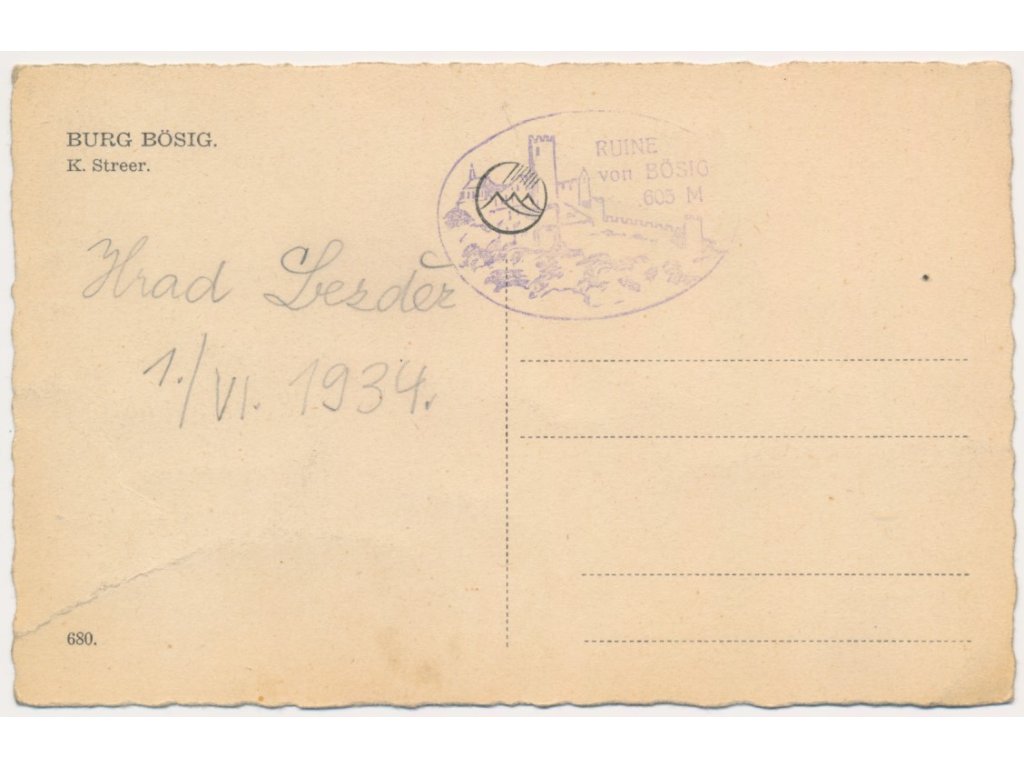 BURG BÖSIG.
K. Streer.
RUINE
von BÖSIG
605 M
Hrad Bezděz
1./VI. 1934.
680.